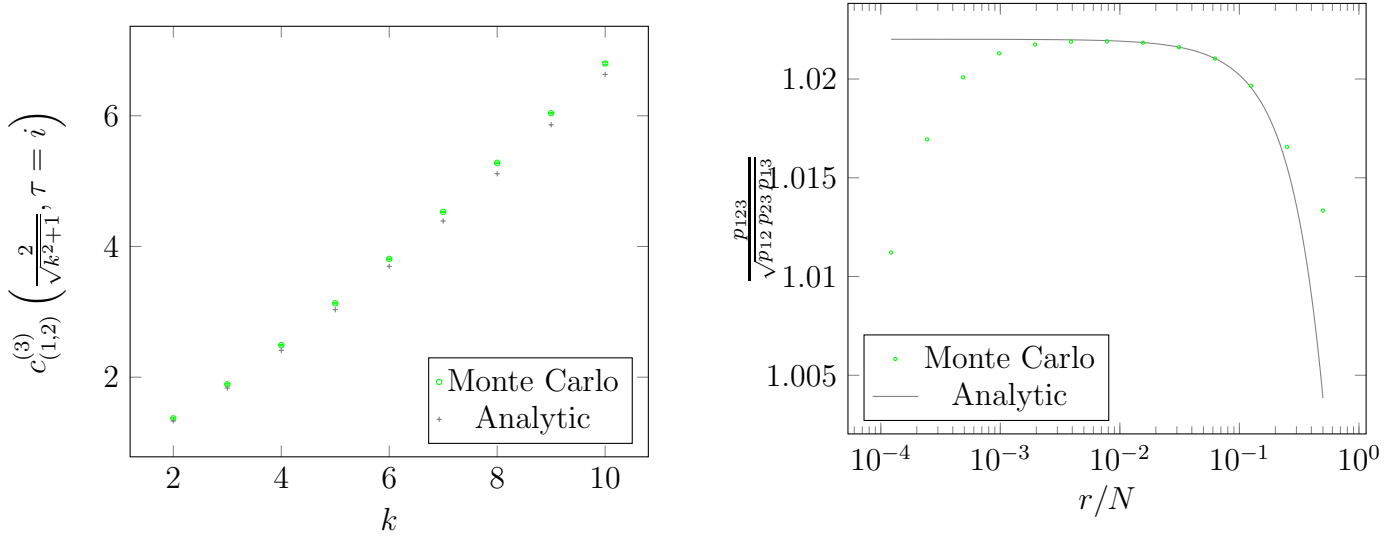 6
4
2
2 4 6 8 10
k
c_{(1,2)}^{(3)} \left( \frac{2}{\sqrt{k^2+1}}, \tau = i \right)
Monte Carlo
Analytic
1.02
1.015
1.01
1.005
10^{-4} 10^{-3} 10^{-2} 10^{-1} 10^{0}
r/N
\frac{p_{123}}{\sqrt{p_{12} p_{23} p_{13}}}
Monte Carlo
Analytic